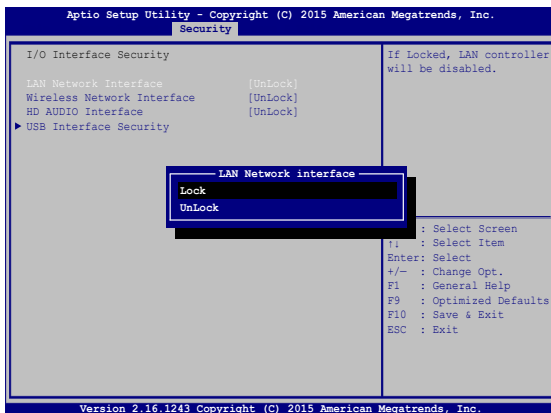 Aptio Setup Utility - Copyright (C) 2015 American Megatrends, Inc.
Security
I/O Interface Security
LAN Network Interface [UnLock]
Wireless Network Interface [UnLock]
HD AUDIO Interface [UnLock]
USB Interface Security
If Locked, LAN controller
will be disabled.
LAN Network interface
Lock
UnLock
: Select Screen
↑↓ : Select Item
Enter: Select
+/— : Change Opt.
F1 : General Help
F9 : Optimized Defaults
F10 : Save & Exit
ESC : Exit
Version 2.16.1243 Copyright (C) 2015 American Megatrends, Inc.